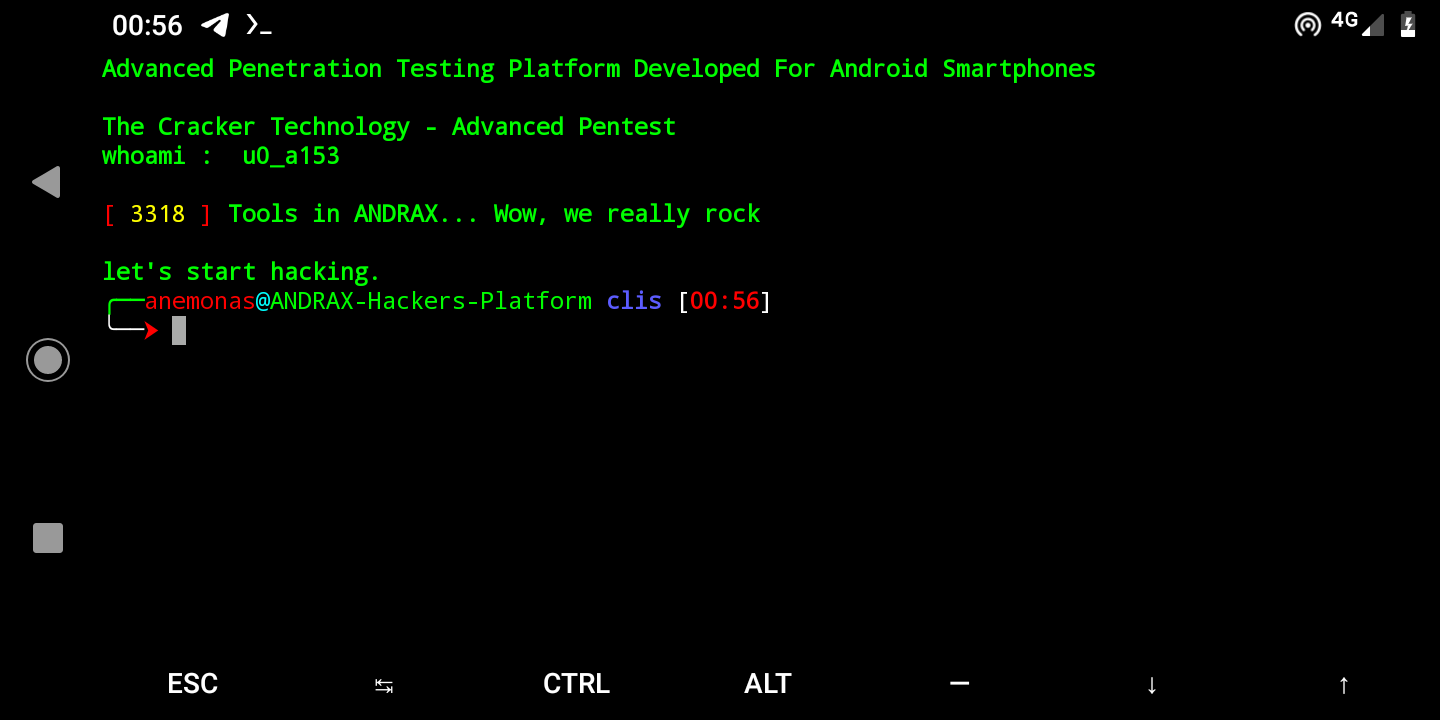 00:56
4G
Advanced Penetration Testing Platform Developed For Android Smartphones
The Cracker Technology - Advanced Pentest
whoami :  u0_a153
[ 3318 ] Tools in ANDRAX... Wow, we really rock
let's start hacking.
anemonas@ANDRAX-Hackers-Platform clis [00:56]
ESC ↹ CTRL ALT — ↓ ↑